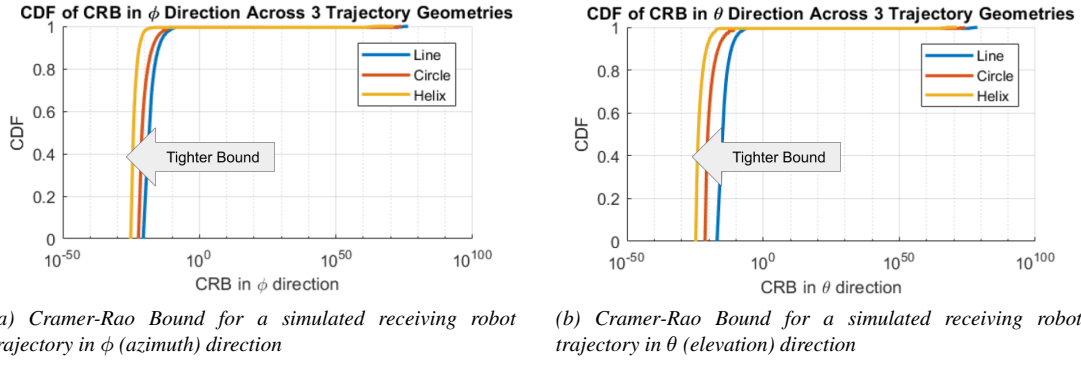 CDF of CRB in ϕ Direction Across 3 Trajectory Geometries
1
0.8
0.6
0.4
0.2
0
CDF
Line
Circle
Helix
Tighter Bound
10^-50
10^0
10^50
10^100
CRB in ϕ direction
a) Cramer-Rao Bound for a simulated receiving robot
rajectory in ϕ (azimuth) direction
CDF of CRB in θ Direction Across 3 Trajectory Geometries
1
0.8
0.6
0.4
0.2
0
CDF
Line
Circle
Helix
Tighter Bound
10^-50
10^0
10^50
10^100
CRB in θ direction
(b) Cramer-Rao Bound for a simulated receiving robot
trajectory in θ (elevation) direction